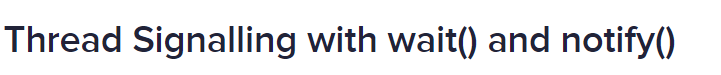 Thread Signalling with wait() and notify()